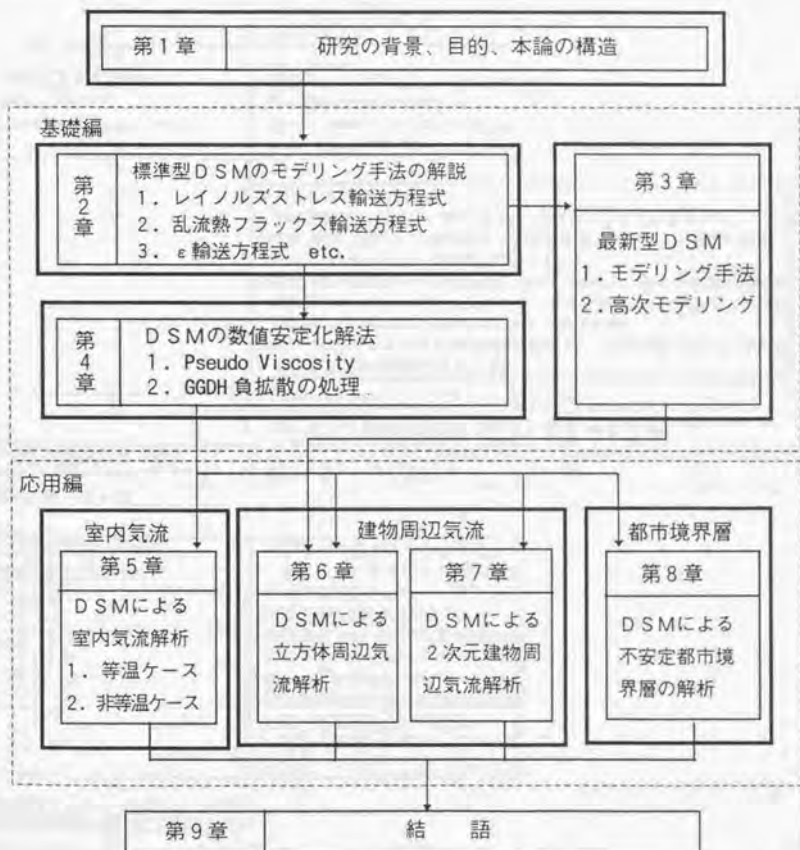 第1章 研究の背景、目的、本論の構造
基礎編
第2章
標準型DSMのモデリング手法の解説
1. レイノルズストレス輸送方程式
2. 乱流熱フラックス輸送方程式
3. ε輸送方程式 etc.
第3章
最新型DSM
1.モデリング手法
2.高次モデリング
第4章
DSMの数値安定化解法
1. Pseudo Viscosity
2. GGDH 負拡散の処理
応用編
室内気流
第5章
DSMによる
室内気流解析
1. 等温ケース
2. 非等温ケース
建物周辺気流
第6章
DSMによる
立方体周辺気
流解析
第7章
DSMによる
2次元建物周
辺気流解析
都市境界層
第8章
DSMによる
不安定都市境
界層の解析
第9章 結 語